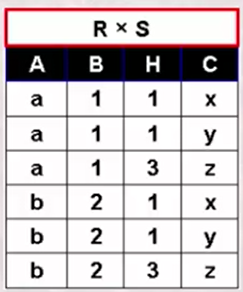 R × S
A B H C
a 1 1 x
a 1 1 y
a 1 3 z
b 2 1 x
b 2 1 y
b 2 3 z